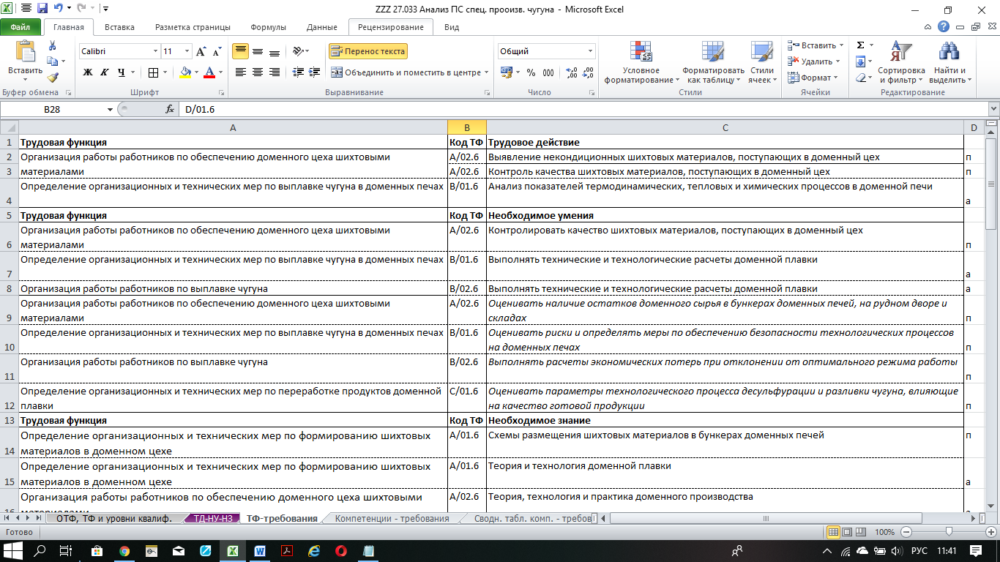 ZZZ 27.033 Анализ ПС спец. прооизв. чугуна - Microsoft Excel
Файл Главная Вставка Разметка страницы Формулы Данные Рецензирование Вид
Вставить
Calibri 11
Ж К Ч
Перенос текста
Объединить и поместить в центре
Общий
% 000
Условное форматирование
Форматировать как таблицу
Стили ячеек
Вставить
Удалить
Формат
Сортировка и фильтр
Найти и выделить
Буфер обмена Шрифт Выравнивание Число Стили Ячейки Редактирование
B28 fx D/01.6
A B C D
1 Трудовая функция Код ТФ Трудовое действие
2 Организация работы работников по обеспечению доменного цеха шихтовыми A/02.6 Выявление некондиционных шихтовых материалов, поступающих в доменный цех п
3 материалами A/02.6 Контроль качества шихтовых материалов, поступающих в доменный цех п
Определение организационных и технических мер по выплавке чугуна в доменных печах B/01.6 Анализ показателей термодинамических, тепловых и химических процессов в доменной печи
4 а
5 Трудовая функция Код ТФ Необходимое умения
Организация работы работников по обеспечению доменного цеха шихтовыми A/02.6 Контролировать качество шихтовых материалов, поступающих в доменный цех
6 материалами п
Определение организационных и технических мер по выплавке чугуна в доменных печах B/01.6 Выполнять технические и технологические расчеты доменной плавки
7 а
8 Организация работы работников по выплавке чугуна B/02.6 Выполнять технические и технологические расчеты доменной плавки а
Организация работы работников по обеспечению доменного цеха шихтовыми A/02.6 Оценивать наличие остатков доменного сырья в бункерах доменных печей, на рудном дворе и
9 материалами складах п
Определение организационных и технических мер по выплавке чугуна в доменных печах B/01.6 Оценивать риски и определять меры по обеспечению безопасности технологических процессов
10 на доменных печах п
Организация работы работников по выплавке чугуна B/02.6 Выполнять расчеты экономических потерь при отклонении от оптимального режима работы
11 п
Определение организационных и технических мер по переработке продуктов доменной C/01.6 Оценивать параметры технологического процесса десульфурации и разливки чугуна, влияющие
12 плавки на качество готовой продукции п
13 Трудовая функция Код ТФ Необходимое знание
Определение организационных и технических мер по формированию шихтовых A/01.6 Схемы размещения шихтовых материалов в бункерах доменных печей п
14 материалов в доменном цехе
Определение организационных и технических мер по формированию шихтовых A/01.6 Теория и технология доменной плавки
15 материалов в доменном цехе а
Организация работы работников по обеспечению доменного цеха шихтовыми A/02.6 Теория, технология и практика доменного производства
ОТФ, ТФ и уровни квалиф. ТД-НУ-НЗ ТФ-требования Компетенции - требования Сводн. табл. комп. - требов
Готово 100%
РУС 11:41